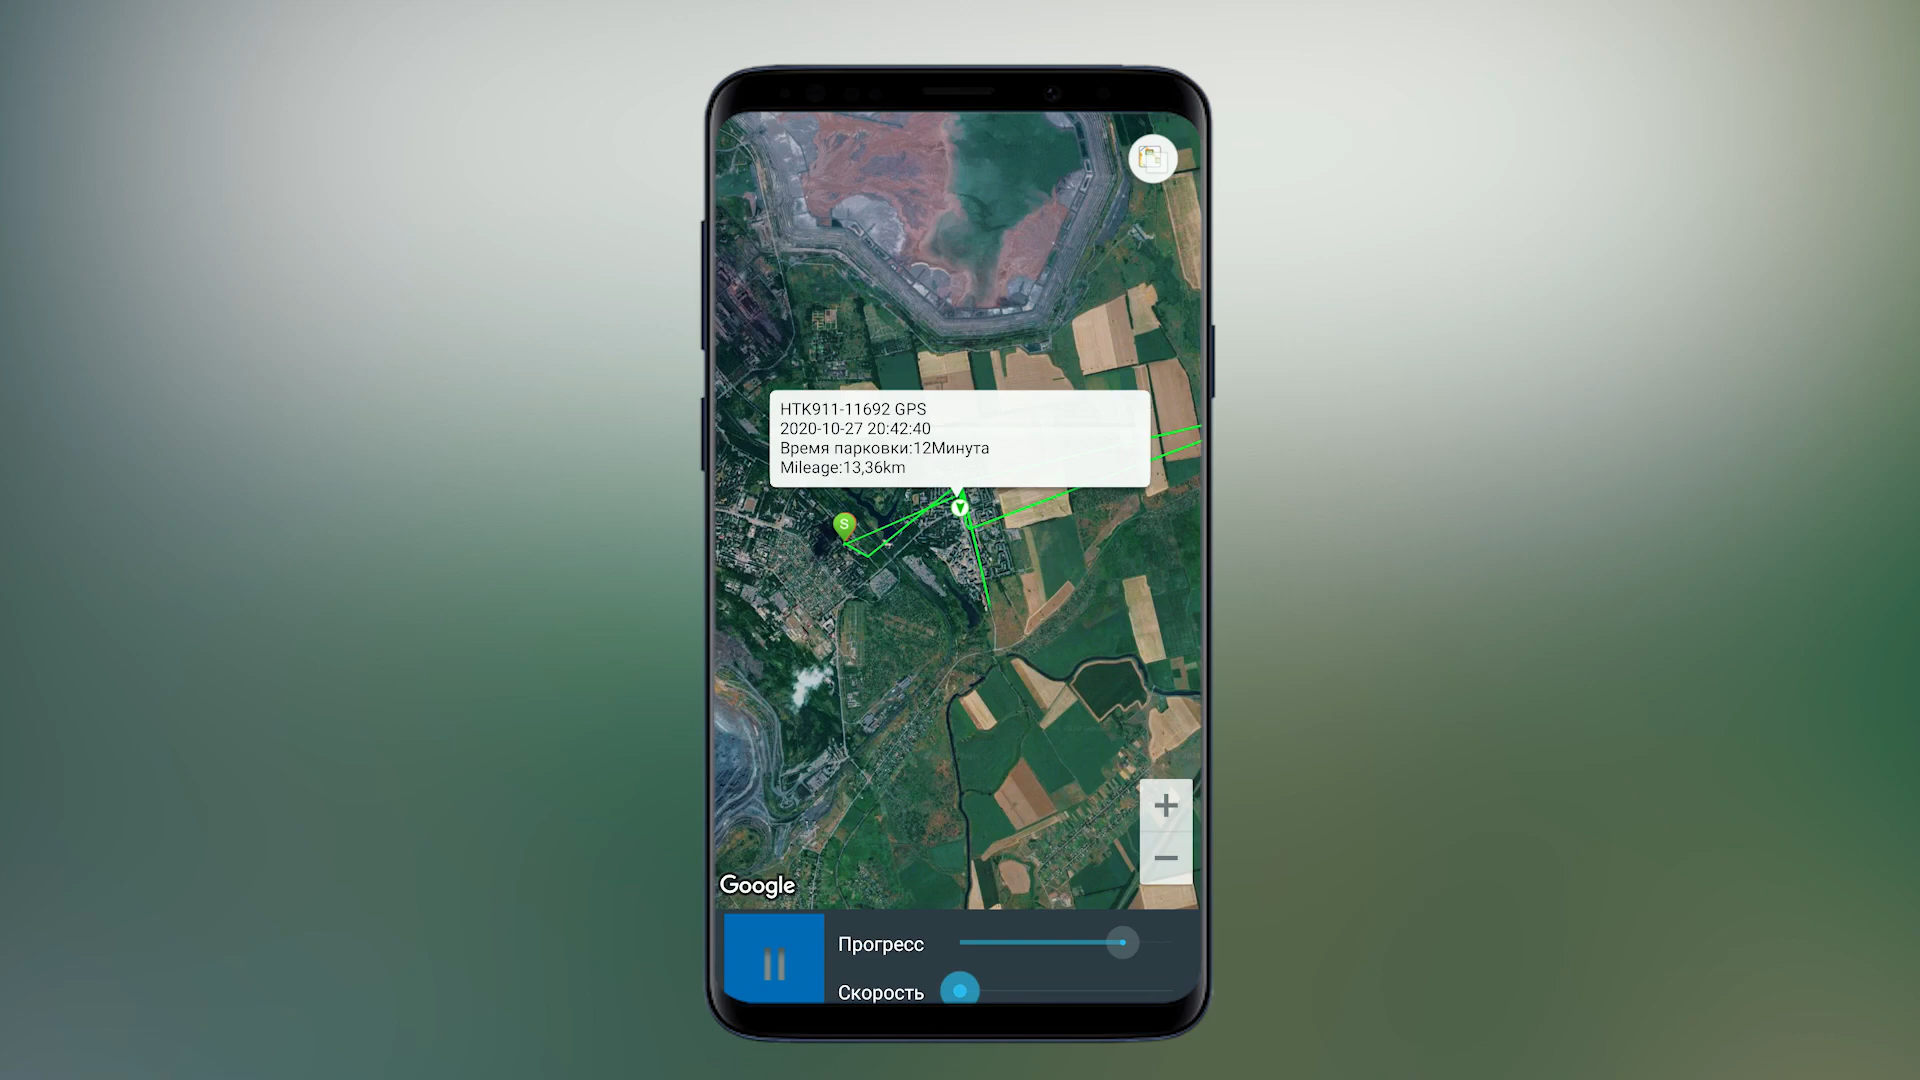 HTK911-11692 GPS
2020-10-27 20:42:40
Время парковки:12Минута
Mileage:13,36km
S
Google
Прогресс
Скорость